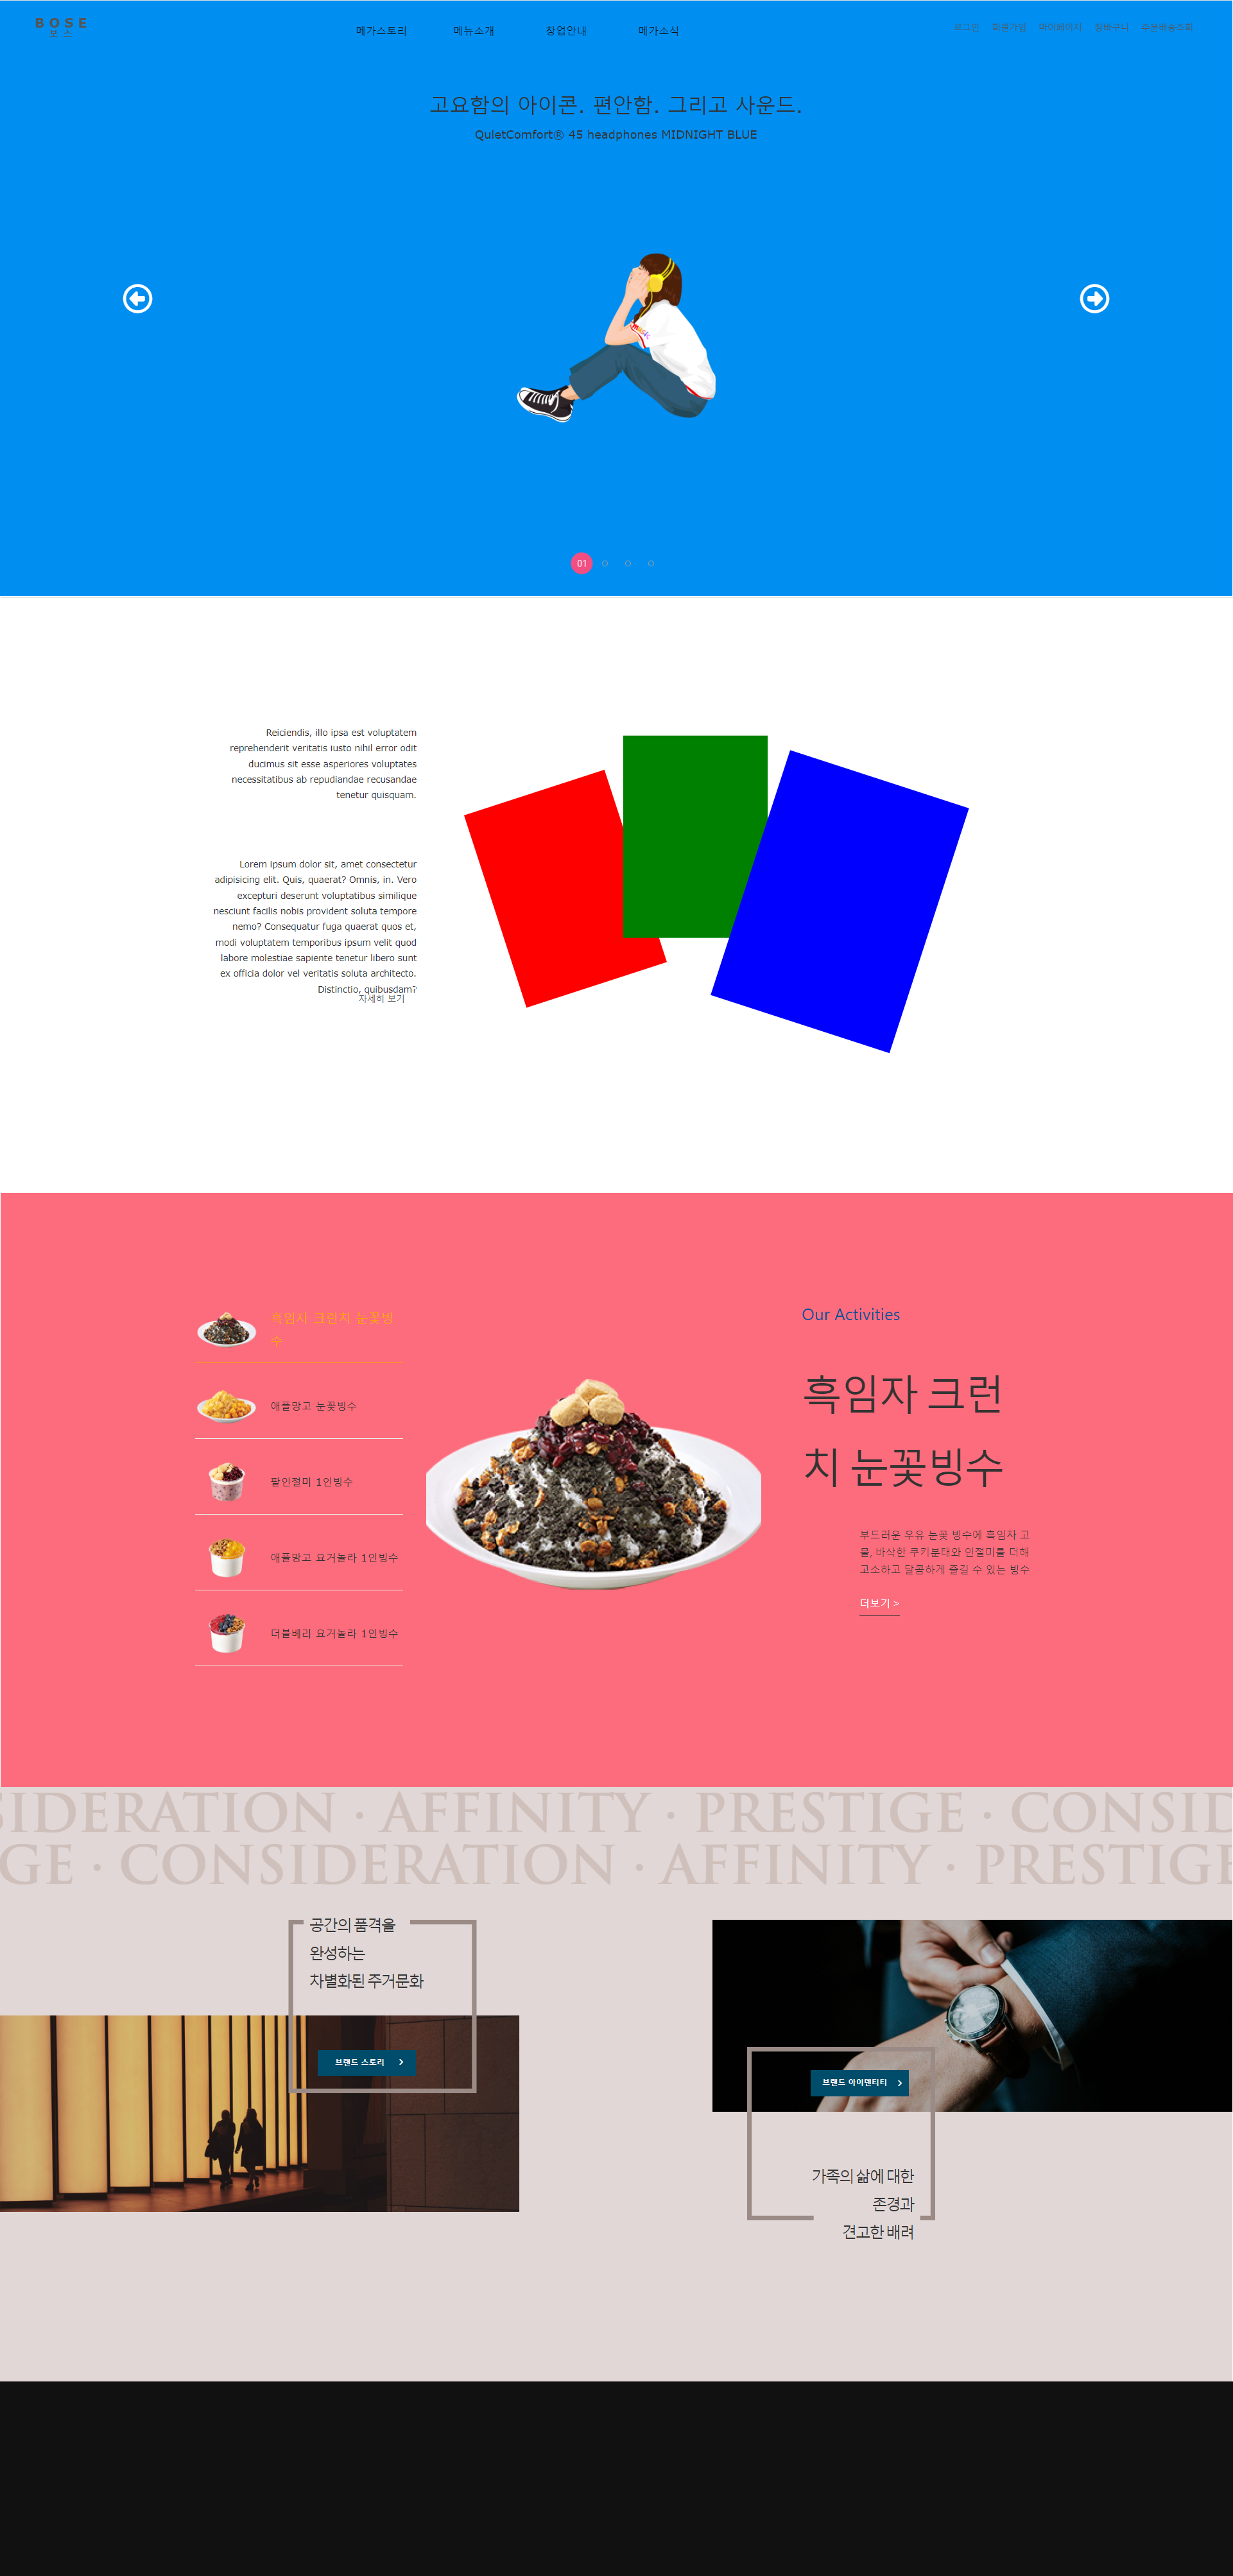 BOSE
보스
메가스토리
메뉴소개
창업안내
메가소식
로그인
회원가입
마이페이지
장바구니
주문배송조회
고요함의 아이콘. 편안함. 그리고 사운드.
QuietComfort® 45 headphones MIDNIGHT BLUE
01
Reiciendis, illo ipsa est voluptatem
reprehenderit veritatis iusto nihil error odit
ducimus sit esse asperiores voluptates
necessitatibus ab repudiandae recusandae
tenetur quisquam.
Lorem ipsum dolor sit, amet consectetur
adipisicing elit. Quis, quaerat? Omnis, in. Vero
excepturi deserunt voluptatibus similique
nesciunt facilis nobis provident soluta tempore
nemo? Consequatur fuga quaerat quos et,
modi voluptatem temporibus ipsum velit quod
labore molestiae sapiente tenetur libero sunt
ex officia dolor vel veritatis soluta architecto.
Distinctio, quibusdam?
자세히 보기
흑임자 크런치 눈꽃빙
수
애플망고 눈꽃빙수
팥인절미 1인빙수
애플망고 요거놀라 1인빙수
더블베리 요거놀라 1인빙수
Our Activities
흑임자 크런
치 눈꽃빙수
부드러운 우유 눈꽃 빙수에 흑임자 고
물, 바삭한 쿠키분태와 인절미를 더해
고소하고 달콤하게 즐길 수 있는 빙수
더보기 >
SIDERATION · AFFINITY · PRESTIGE · CONSID
GE · CONSIDERATION · AFFINITY · PRESTIGE
공간의 품격을
완성하는
차별화된 주거문화
브랜드 스토리
브랜드 아이덴티티
가족의 삶에 대한
존경과
견고한 배려